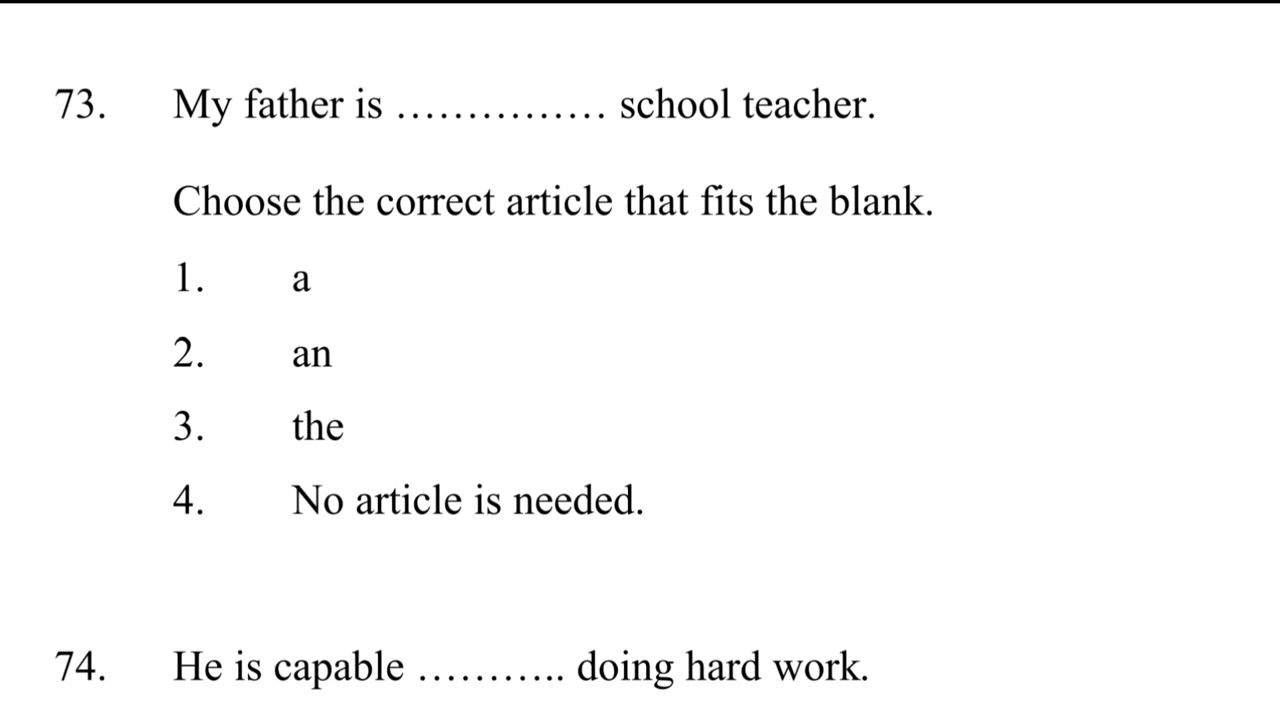 73. My father is ............... school teacher.
Choose the correct article that fits the blank.
1. a
2. an
3. the
4. No article is needed.
74. He is capable ........... doing hard work.